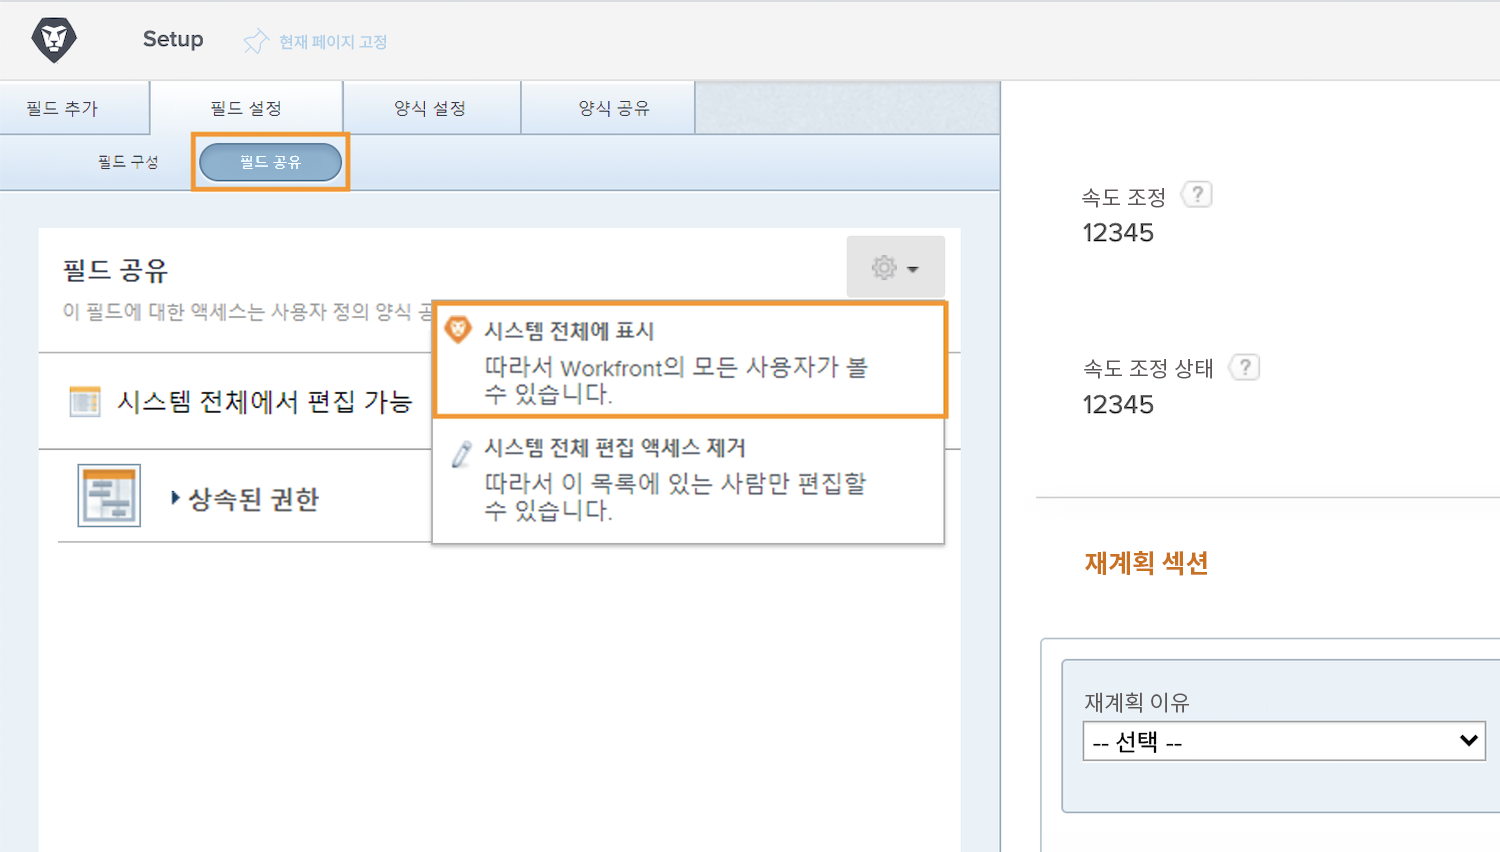 Setup
현재 페이지 고정
필드 추가
필드 설정
양식 설정
양식 공유
필드 구성
필드 공유
필드 공유
이 필드에 대한 액세스는 사용자 정의 양식
시스템 전체에 표시
따라서 Workfront의 모든 사용자가 볼
수 있습니다.
시스템 전체에서 편집 가능
시스템 전체 편집 액세스 제거
따라서 이 목록에 있는 사람만 편집할
수 있습니다.
상속된 권한
속도 조정 ?
12345
속도 조정 상태 ?
12345
재계획 섹션
재계획 이유
-- 선택 --